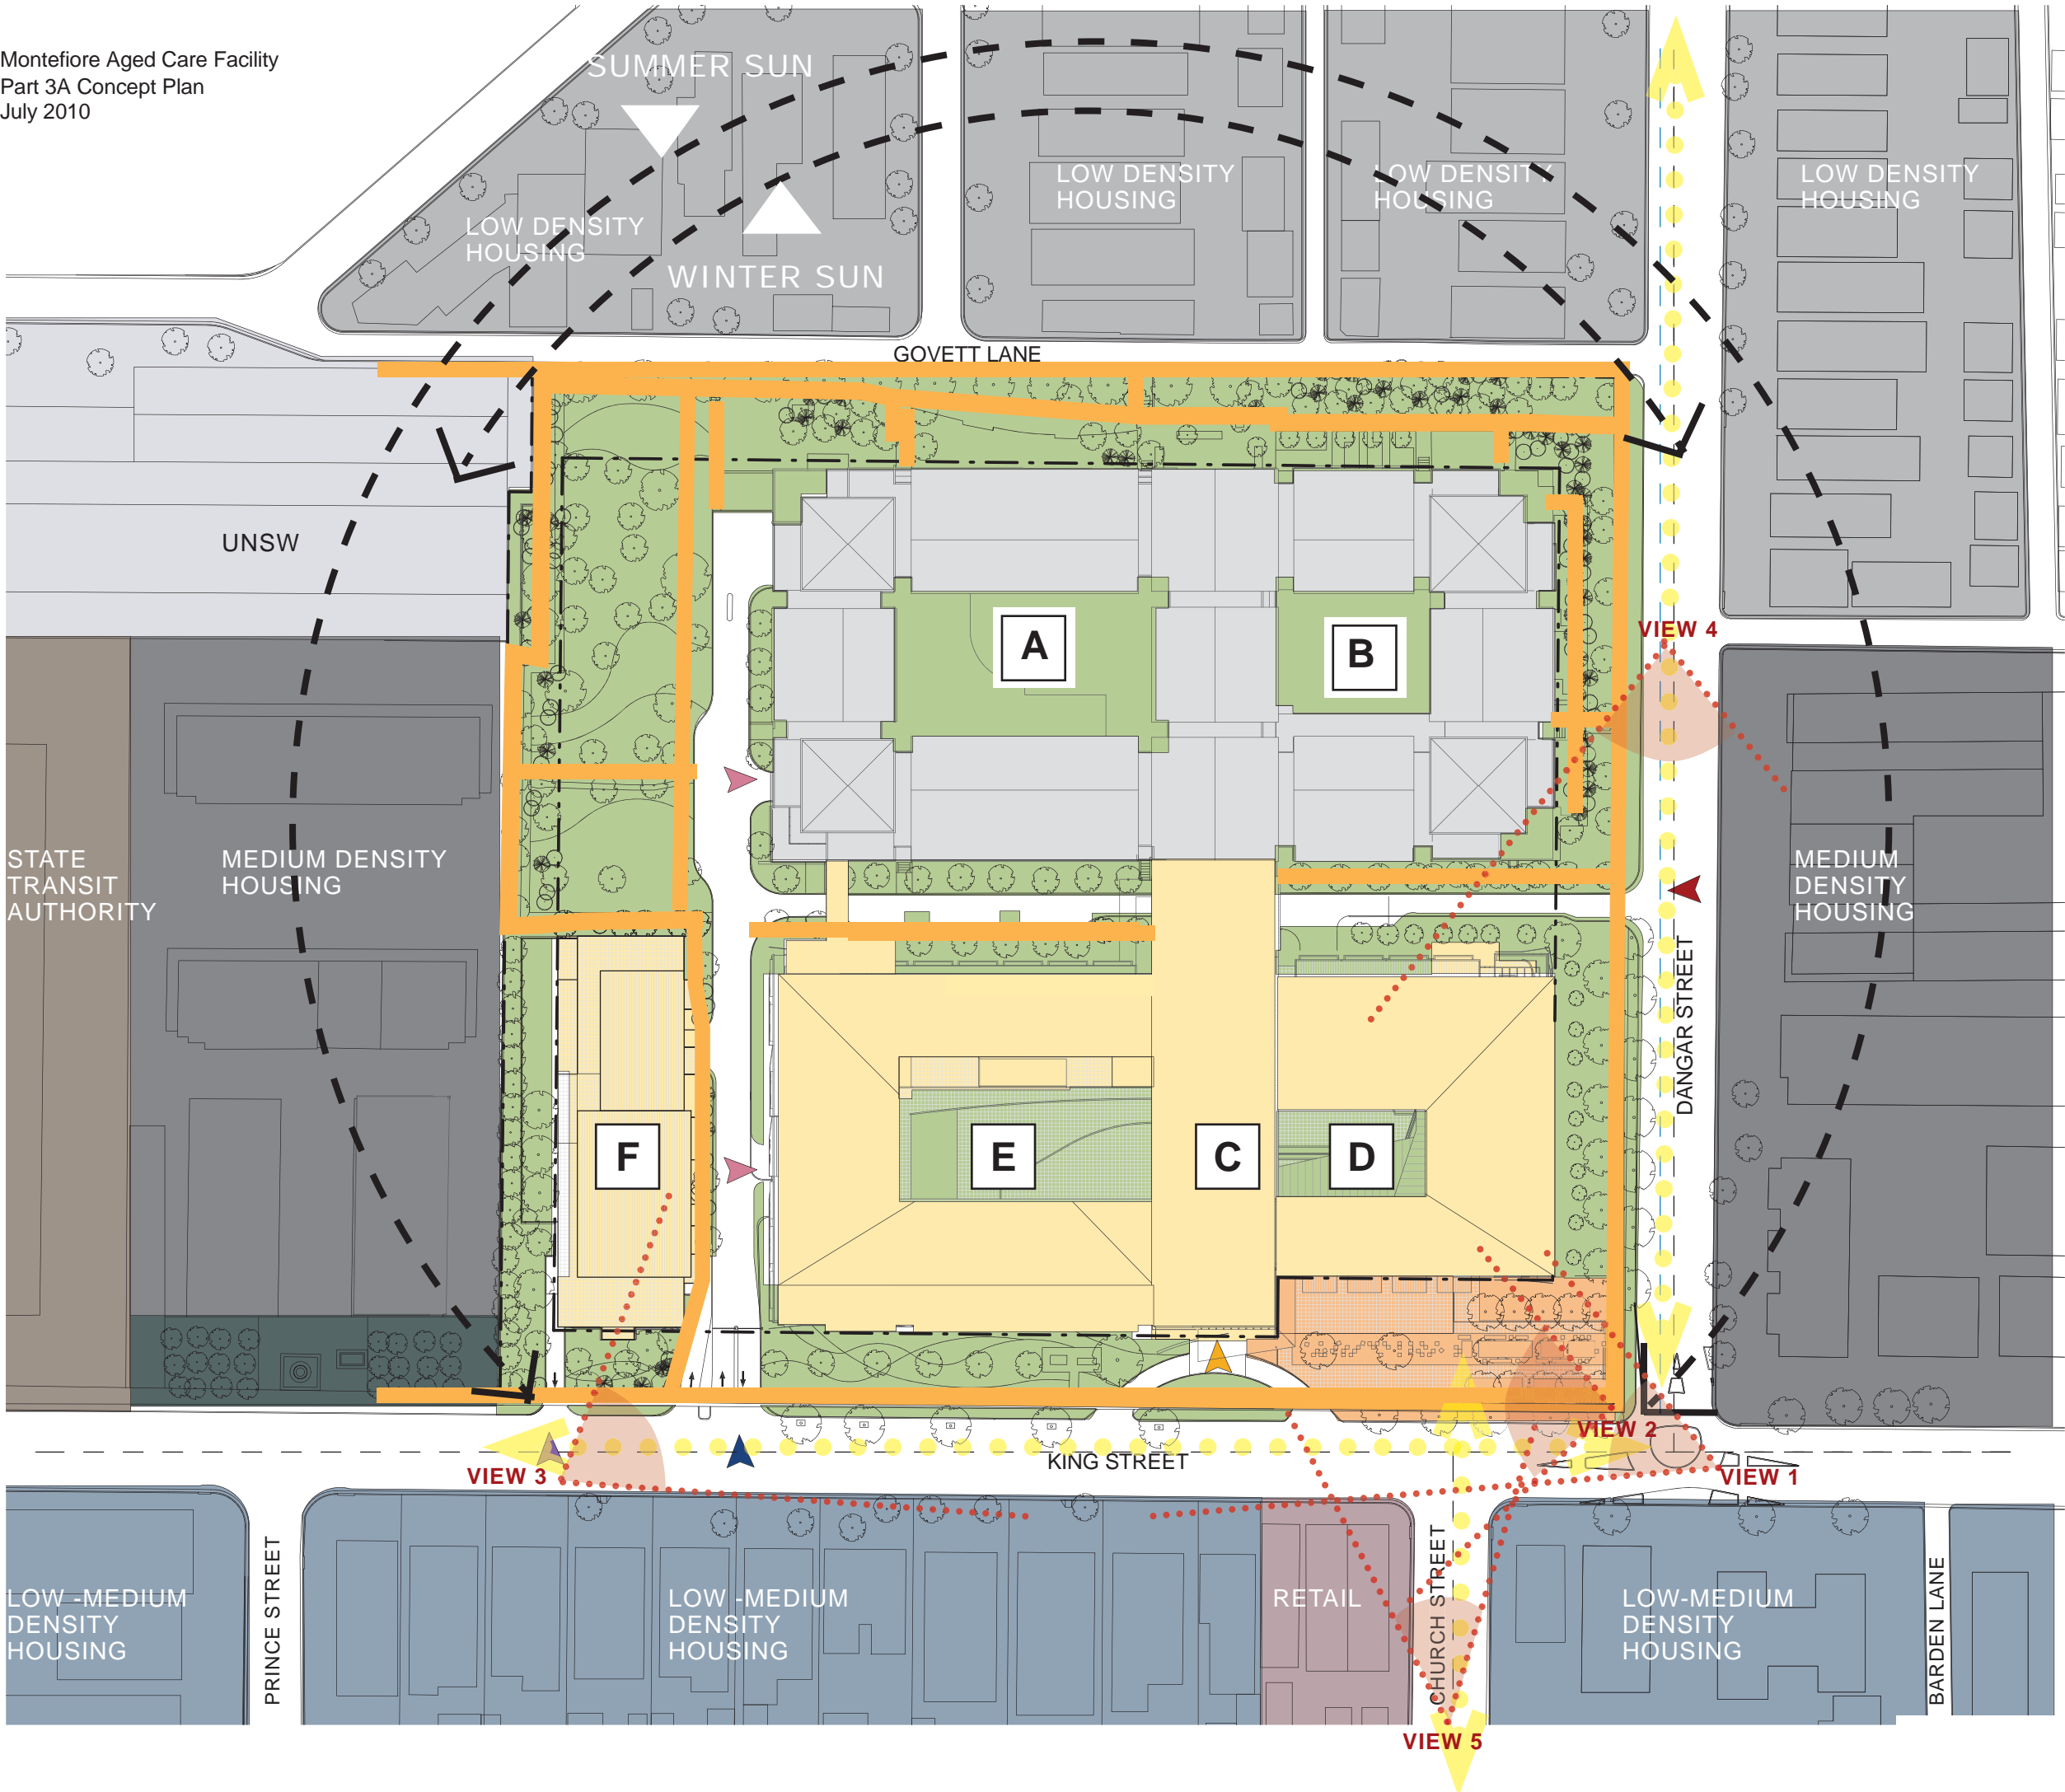 Montefiore Aged Care Facility
Part 3A Concept Plan
July 2010
SUMMER SUN
LOW DENSITY
HOUSING
WINTER SUN
LOW DENSITY
HOUSING
LOW DENSITY
HOUSING
LOW DENSITY
HOUSING
GOVETT LANE
UNSW
A
B
VIEW 4
STATE
TRANSIT
AUTHORITY
MEDIUM DENSITY
HOUSING
MEDIUM
DENSITY
HOUSING
DANGAR STREET
F
E
C
D
VIEW 2
VIEW 3
KING STREET
VIEW 1
PRINCE STREET
CHURCH STREET
BARDEN LANE
LOW -MEDIUM
DENSITY
HOUSING
LOW -MEDIUM
DENSITY
HOUSING
RETAIL
LOW-MEDIUM
DENSITY
HOUSING
VIEW 5